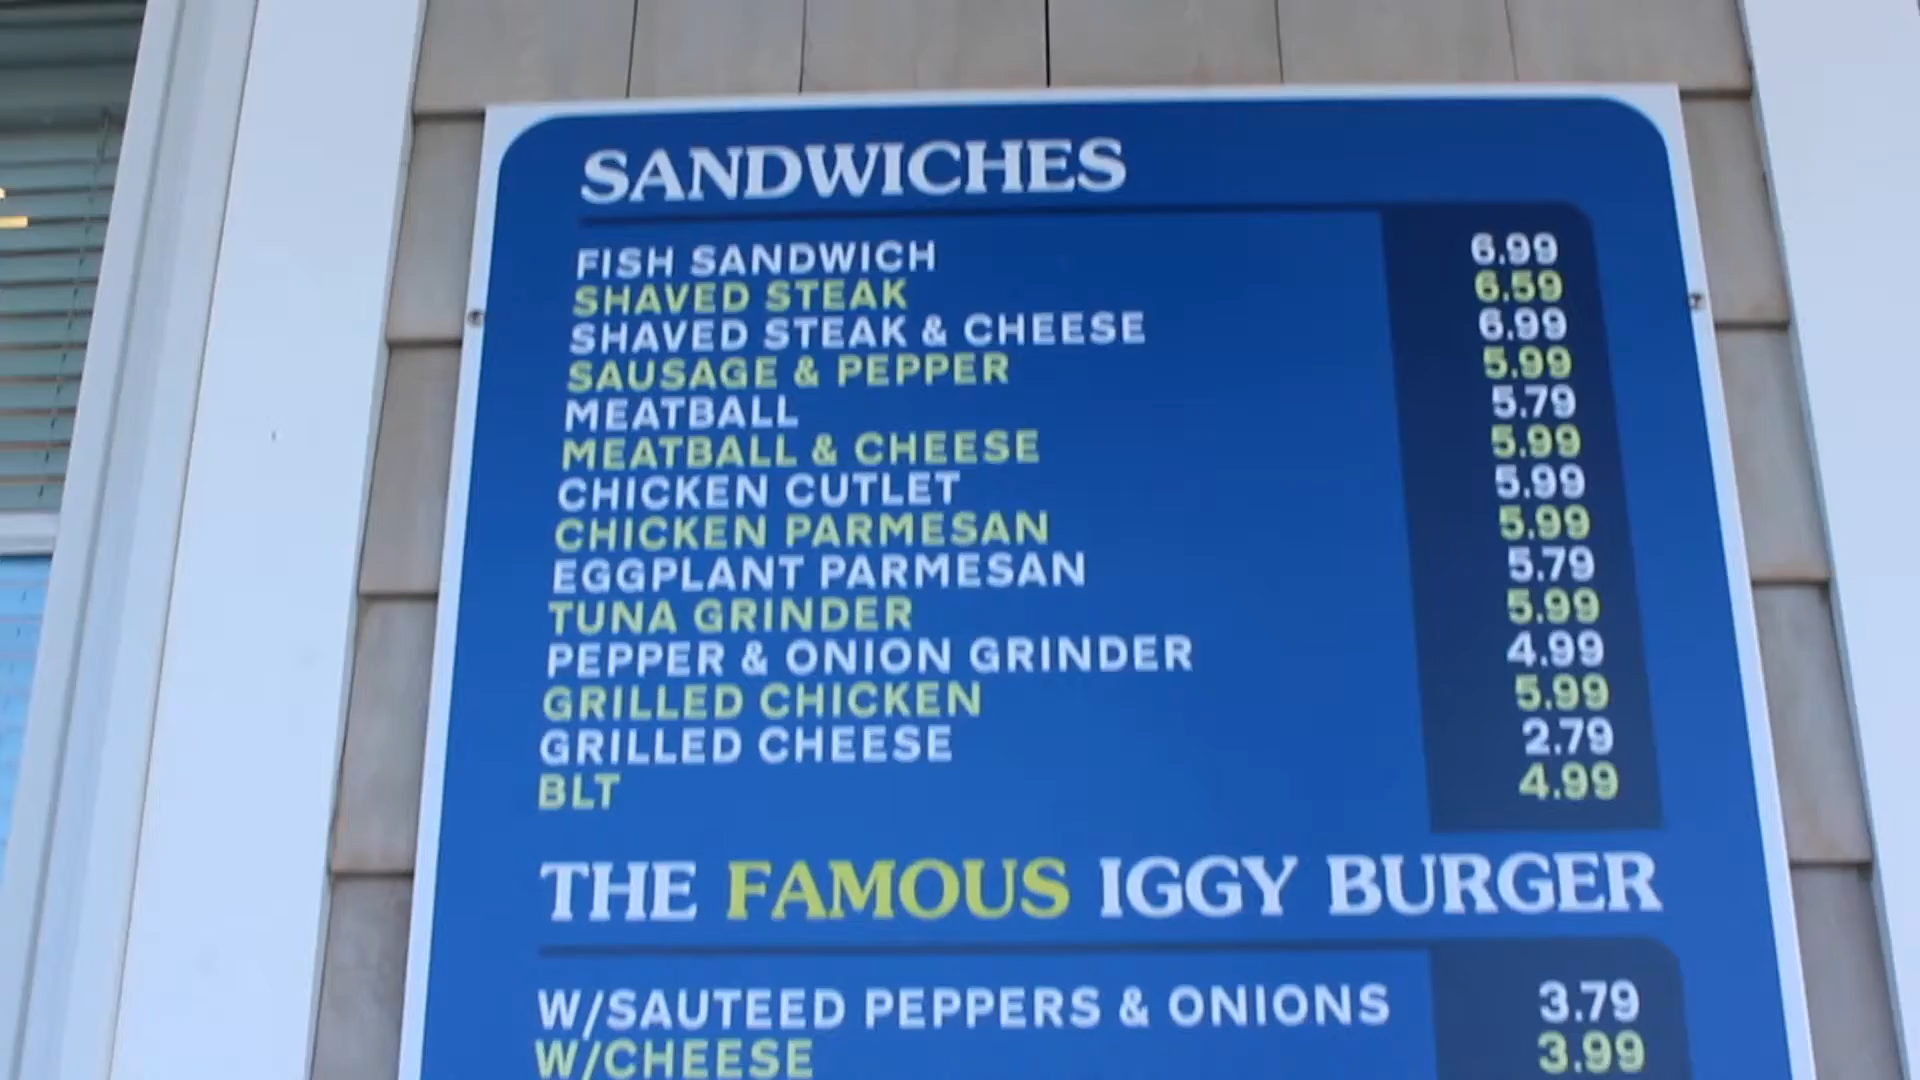 SANDWICHES
FISH SANDWICH 6.99
SHAVED STEAK 6.59
SHAVED STEAK & CHEESE 6.99
SAUSAGE & PEPPER 5.99
MEATBALL 5.79
MEATBALL & CHEESE 5.99
CHICKEN CUTLET 5.99
CHICKEN PARMESAN 5.99
EGGPLANT PARMESAN 5.79
TUNA GRINDER 5.99
PEPPER & ONION GRINDER 4.99
GRILLED CHICKEN 5.99
GRILLED CHEESE 2.79
BLT 4.99
THE FAMOUS IGGY BURGER
W/SAUTEED PEPPERS & ONIONS 3.79
W/CHEESE 3.99